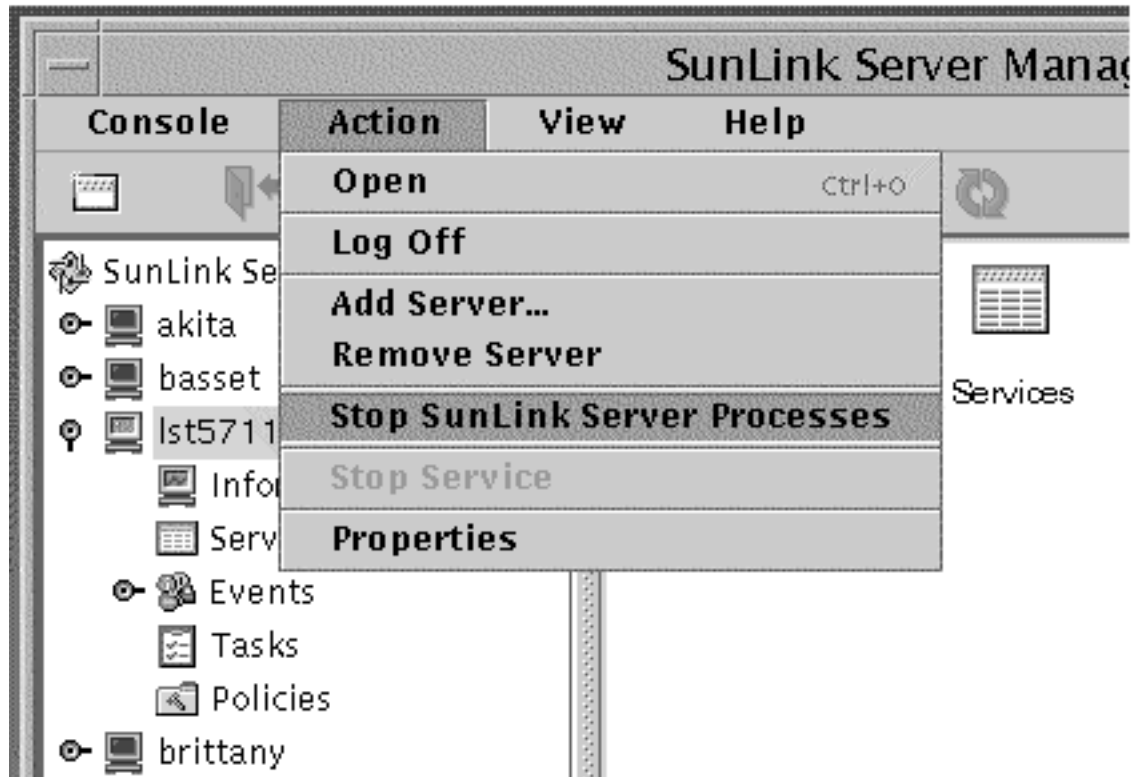 SunLink Server Manag
Console Action View Help
Open Ctrl+O
Log Off
Add Server...
Remove Server
Stop SunLink Server Processes
Stop Service
Properties
SunLink Se
akita
basset
lst5711
Infor
Serv
Events
Tasks
Policies
brittany
Services